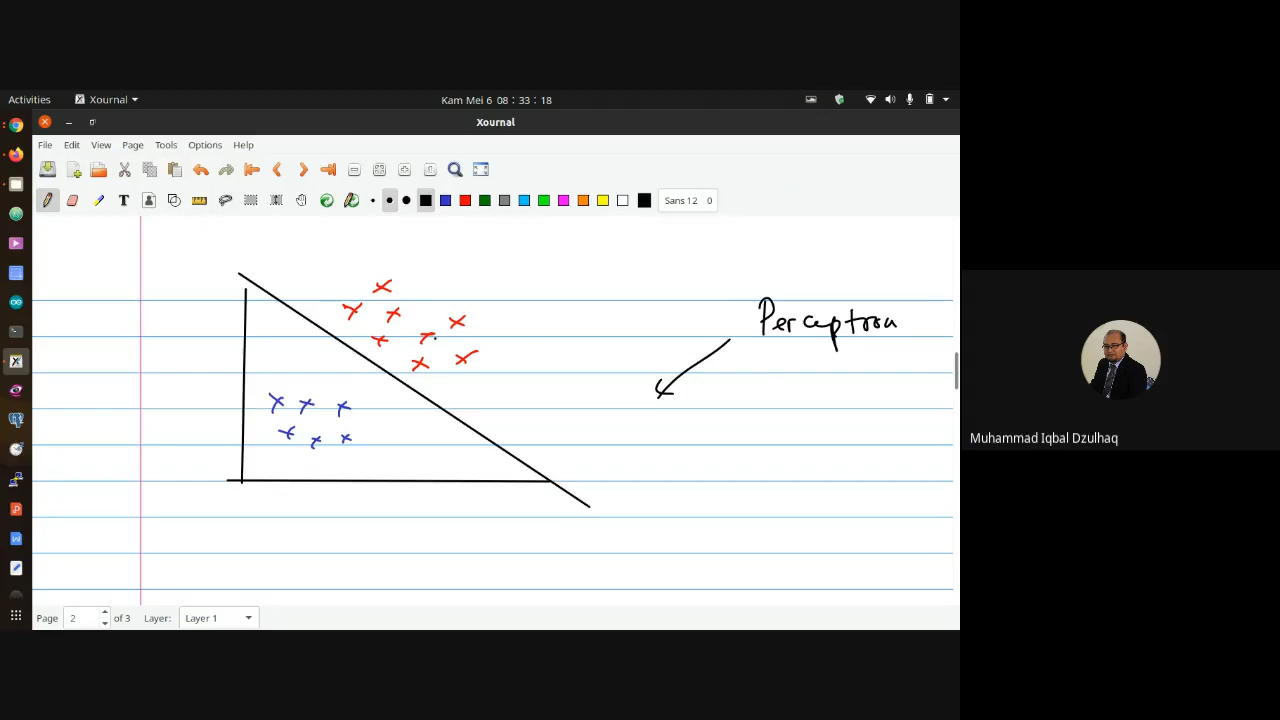 Activities Xournal Kam Mei 6 08:33:18
Xournal
File Edit View Page Tools Options Help
Sans 12 0
Perceptron
Muhammad Iqbal Dzulhaq
Page 2 of 3 Layer: Layer 1